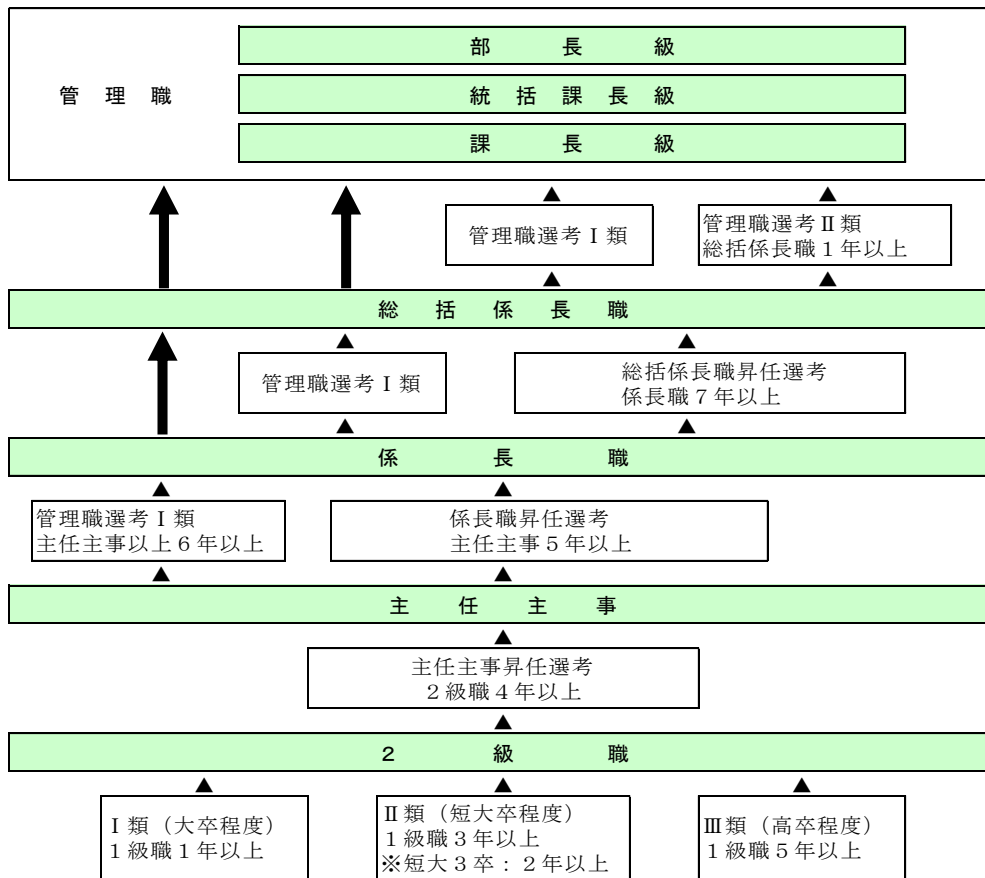 管理職
部長級
統括課長級
課長級
管理職選考Ⅰ類
管理職選考Ⅱ類
総括係長職1年以上
総括係長職
管理職選考Ⅰ類
総括係長職昇任選考
係長職7年以上
係長職
管理職選考Ⅰ類
主任主事以上6年以上
係長職昇任選考
主任主事5年以上
主任主事
主任主事昇任選考
2級職4年以上
2級職
Ⅰ類（大卒程度）
1級職1年以上
Ⅱ類（短大卒程度）
1級職3年以上
※短大3卒：2年以上
Ⅲ類（高卒程度）
1級職5年以上